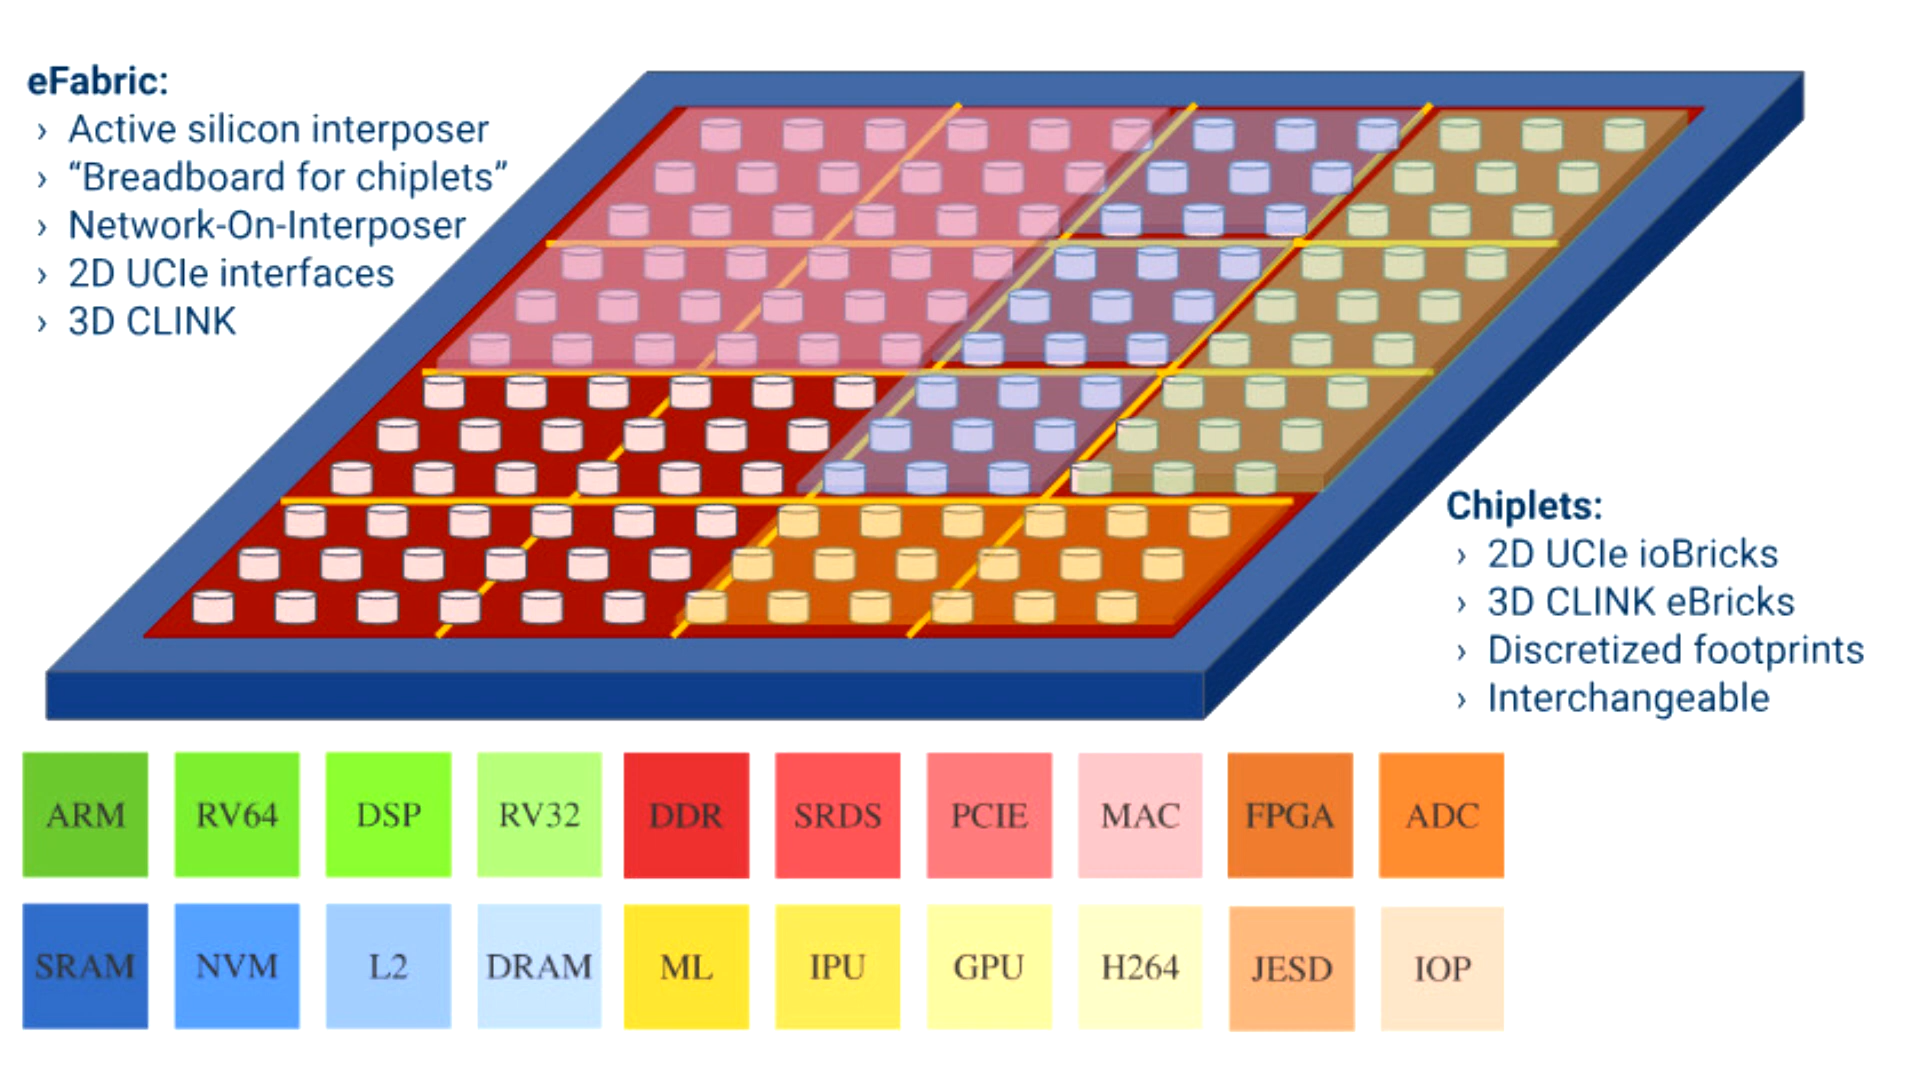 eFabric:
› Active silicon interposer
› “Breadboard for chiplets”
› Network-On-Interposer
› 2D UCIe interfaces
› 3D CLINK
Chiplets:
› 2D UCIe ioBricks
› 3D CLINK eBricks
› Discretized footprints
› Interchangeable
ARM RV64 DSP RV32 DDR SRDS PCIE MAC FPGA ADC
SRAM NVM L2 DRAM ML IPU GPU H264 JESD IOP